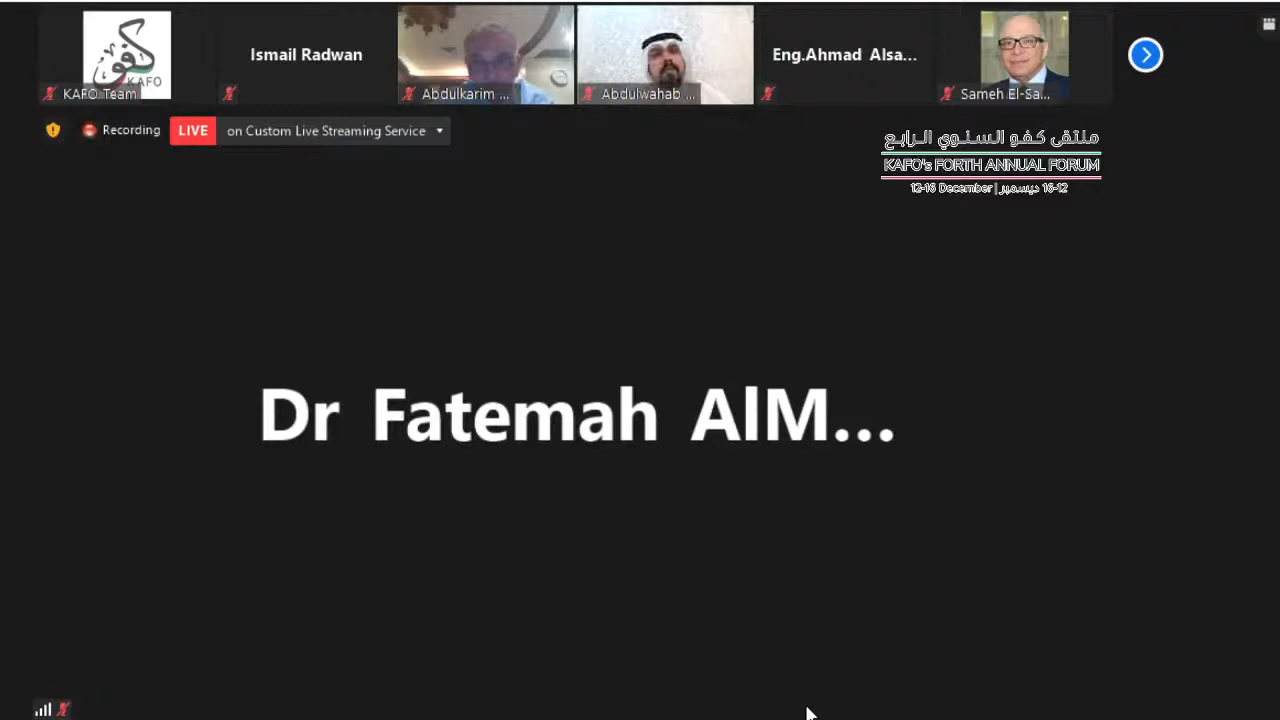 Ismail Radwan
Eng.Ahmad Alsa...
كفو
KAFO
KAFO Team
Abdulkarim ...
Abdulwahab ...
Sameh El-Sa...
Recording
LIVE
on Custom Live Streaming Service
ملتقى كفو السنوي الرابع
KAFO's FORTH ANNUAL FORUM
12-16 December | 16-12 ديسمبر
Dr Fatemah AlM...